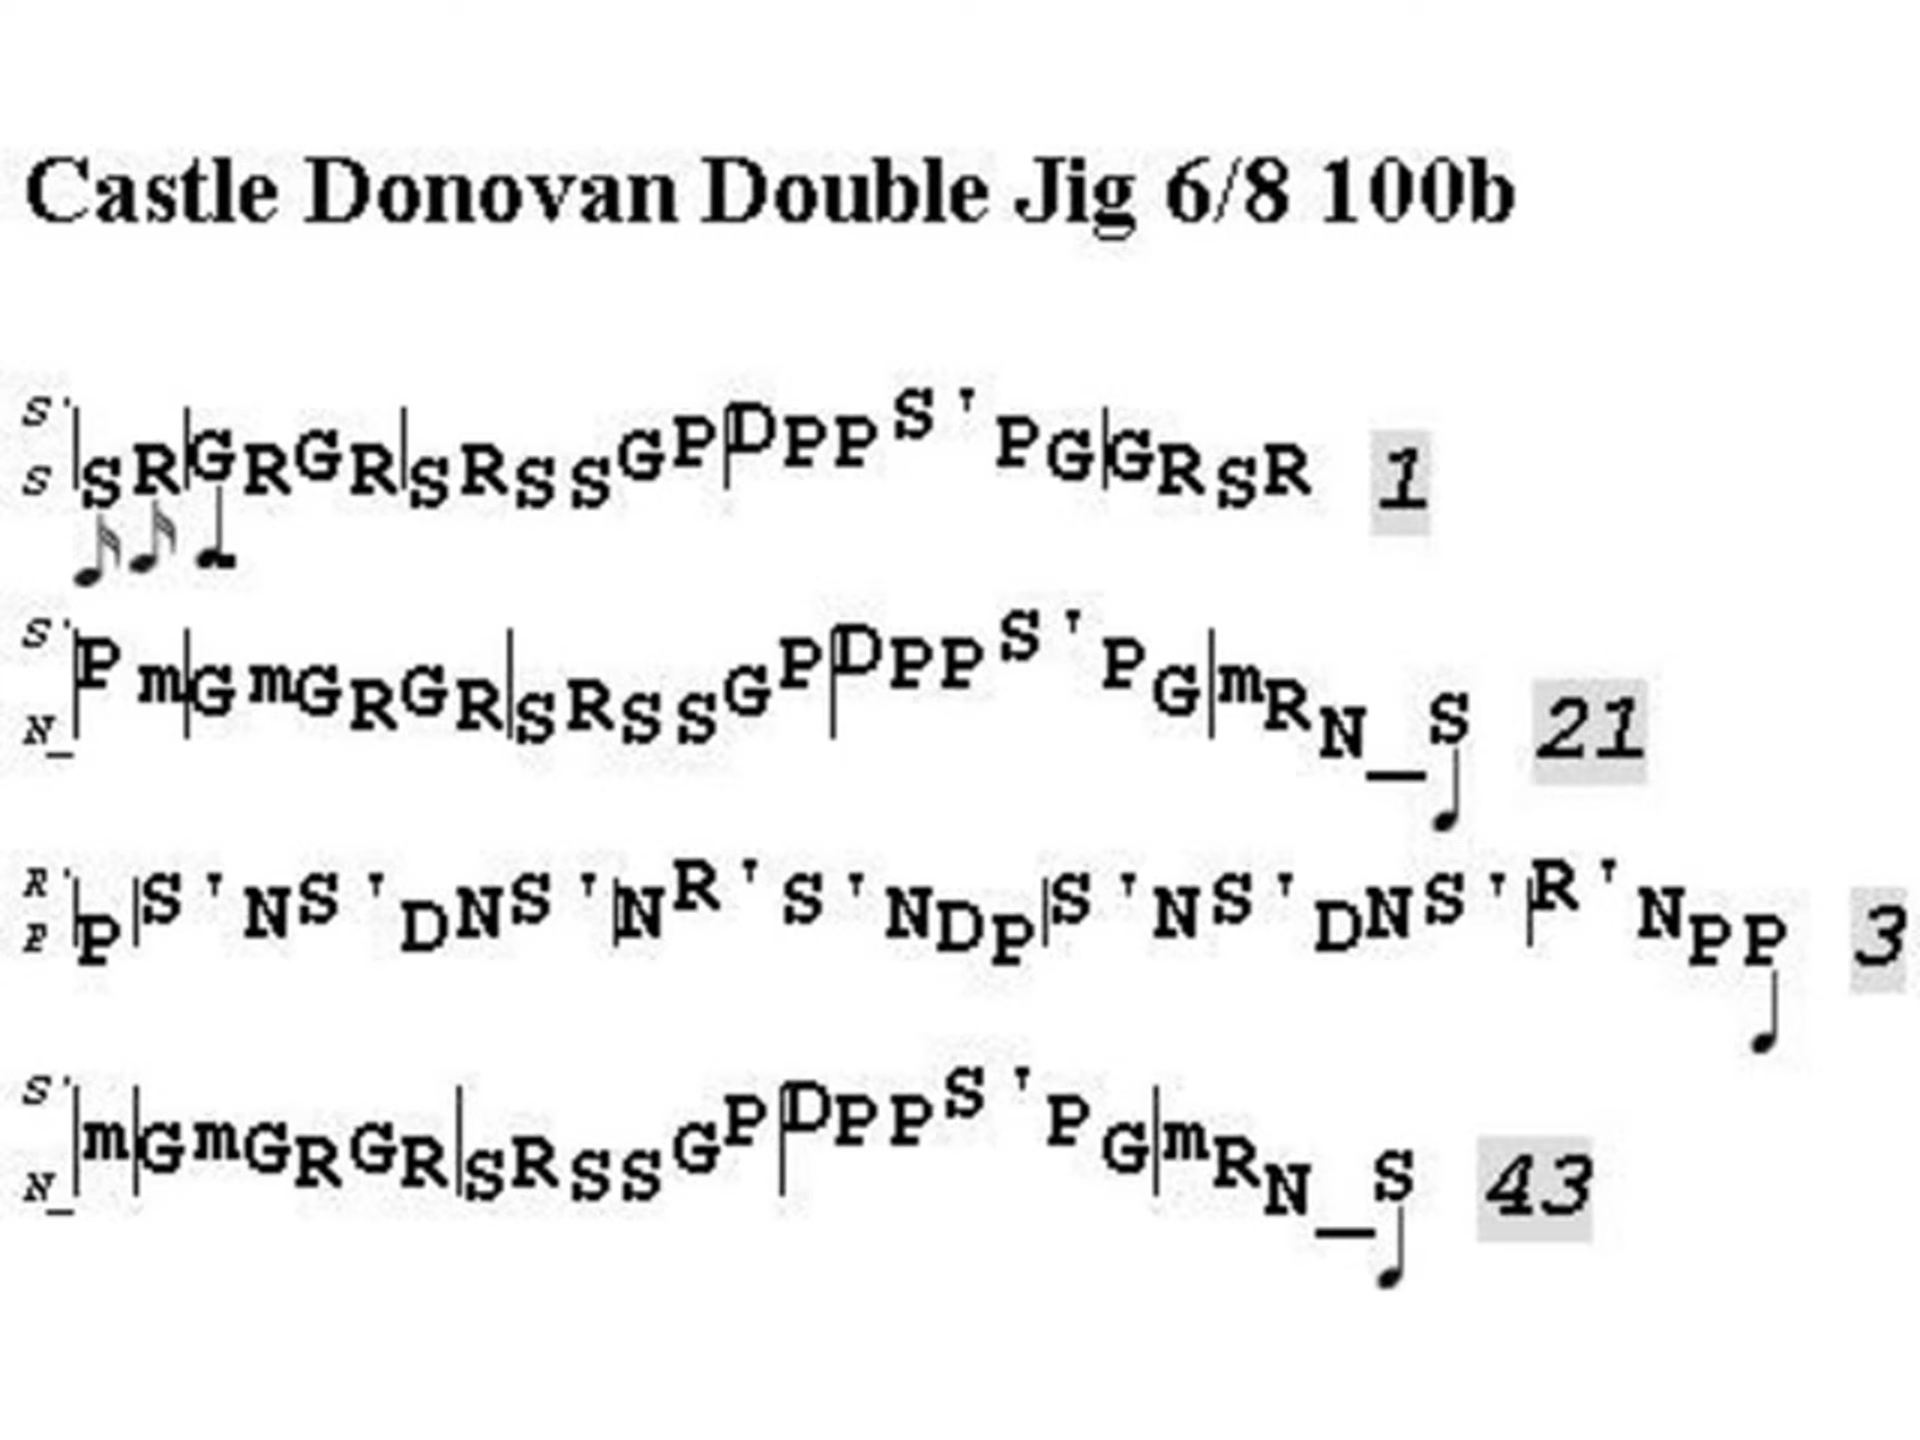 Castle Donovan Double Jig 6/8 100b
S' S |SR|GRGR|SRSSGP|DPPS'PG|GRSR 1
S' N_ |Pm|GmGRGR|SRSSGP|DPPS'PG|mRN_S 21
R' P |P|S'NS'DNS'|NR'S'NDP|S'NS'DNS'|R'NPP 3
S' N_ |m|GmGRGR|SRSSGP|DPPS'PG|mRN_S 43